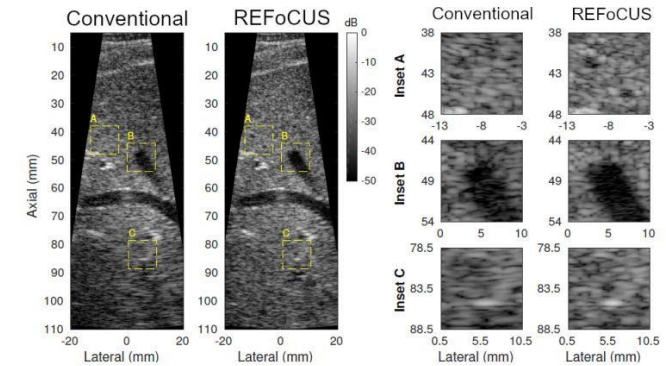 Conventional REFoCUS
dB
0
-10
-20
-30
-40
-50
Axial (mm)
10
20
30
40
50
60
70
80
90
100
110
A
B
C
A
B
C
-20 0 20
-20 0 20
Lateral (mm) Lateral (mm)
Conventional REFoCUS
Inset A
38
43
48
-13 -8 -3
38
43
48
-13 -8 -3
Inset B
44
49
54
0 5 10
44
49
54
0 5 10
Inset C
78.5
83.5
88.5
0.5 5.5 10.5
78.5
83.5
88.5
0.5 5.5 10.5
Lateral (mm) Lateral (mm)